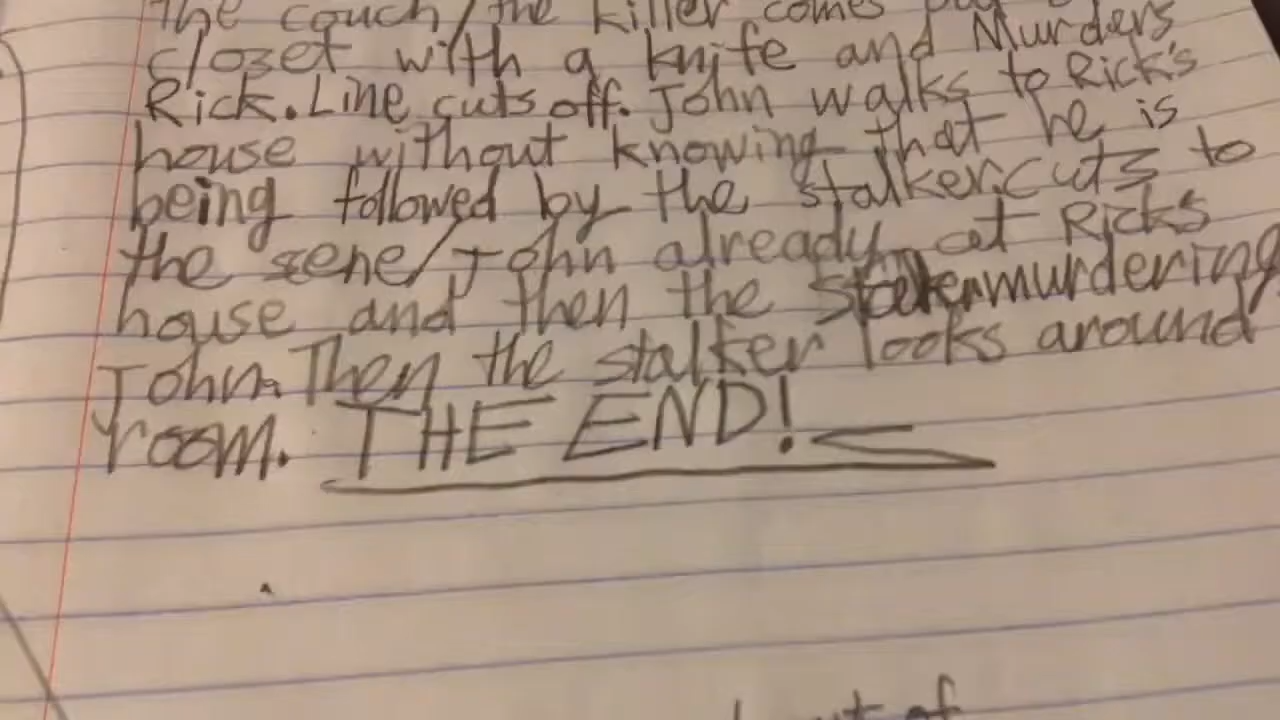 The couch/the killer comes
closet with a knife and Murders
Rick. Line cuts off. John walks to Rick's
house without knowing that he is
being followed by the stalker. cuts to
the sene/John already at Ricks
house and then the stalker murdering
John. Then the stalker looks around
room. THE END!
out of